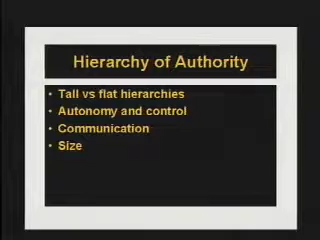 Hierarchy of Authority
• Tall vs flat hierarchies
• Autonomy and control
• Communication
• Size